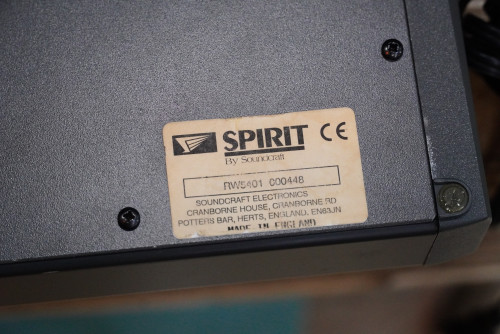 SPIRIT CE
By Soundcraft
RW5401 000448
SOUNDCRAFT ELECTRONICS
CRANBORNE HOUSE, CRANBORNE RD
POTTERS BAR, HERTS, ENGLAND, EN63JN
MADE IN ENGLAND